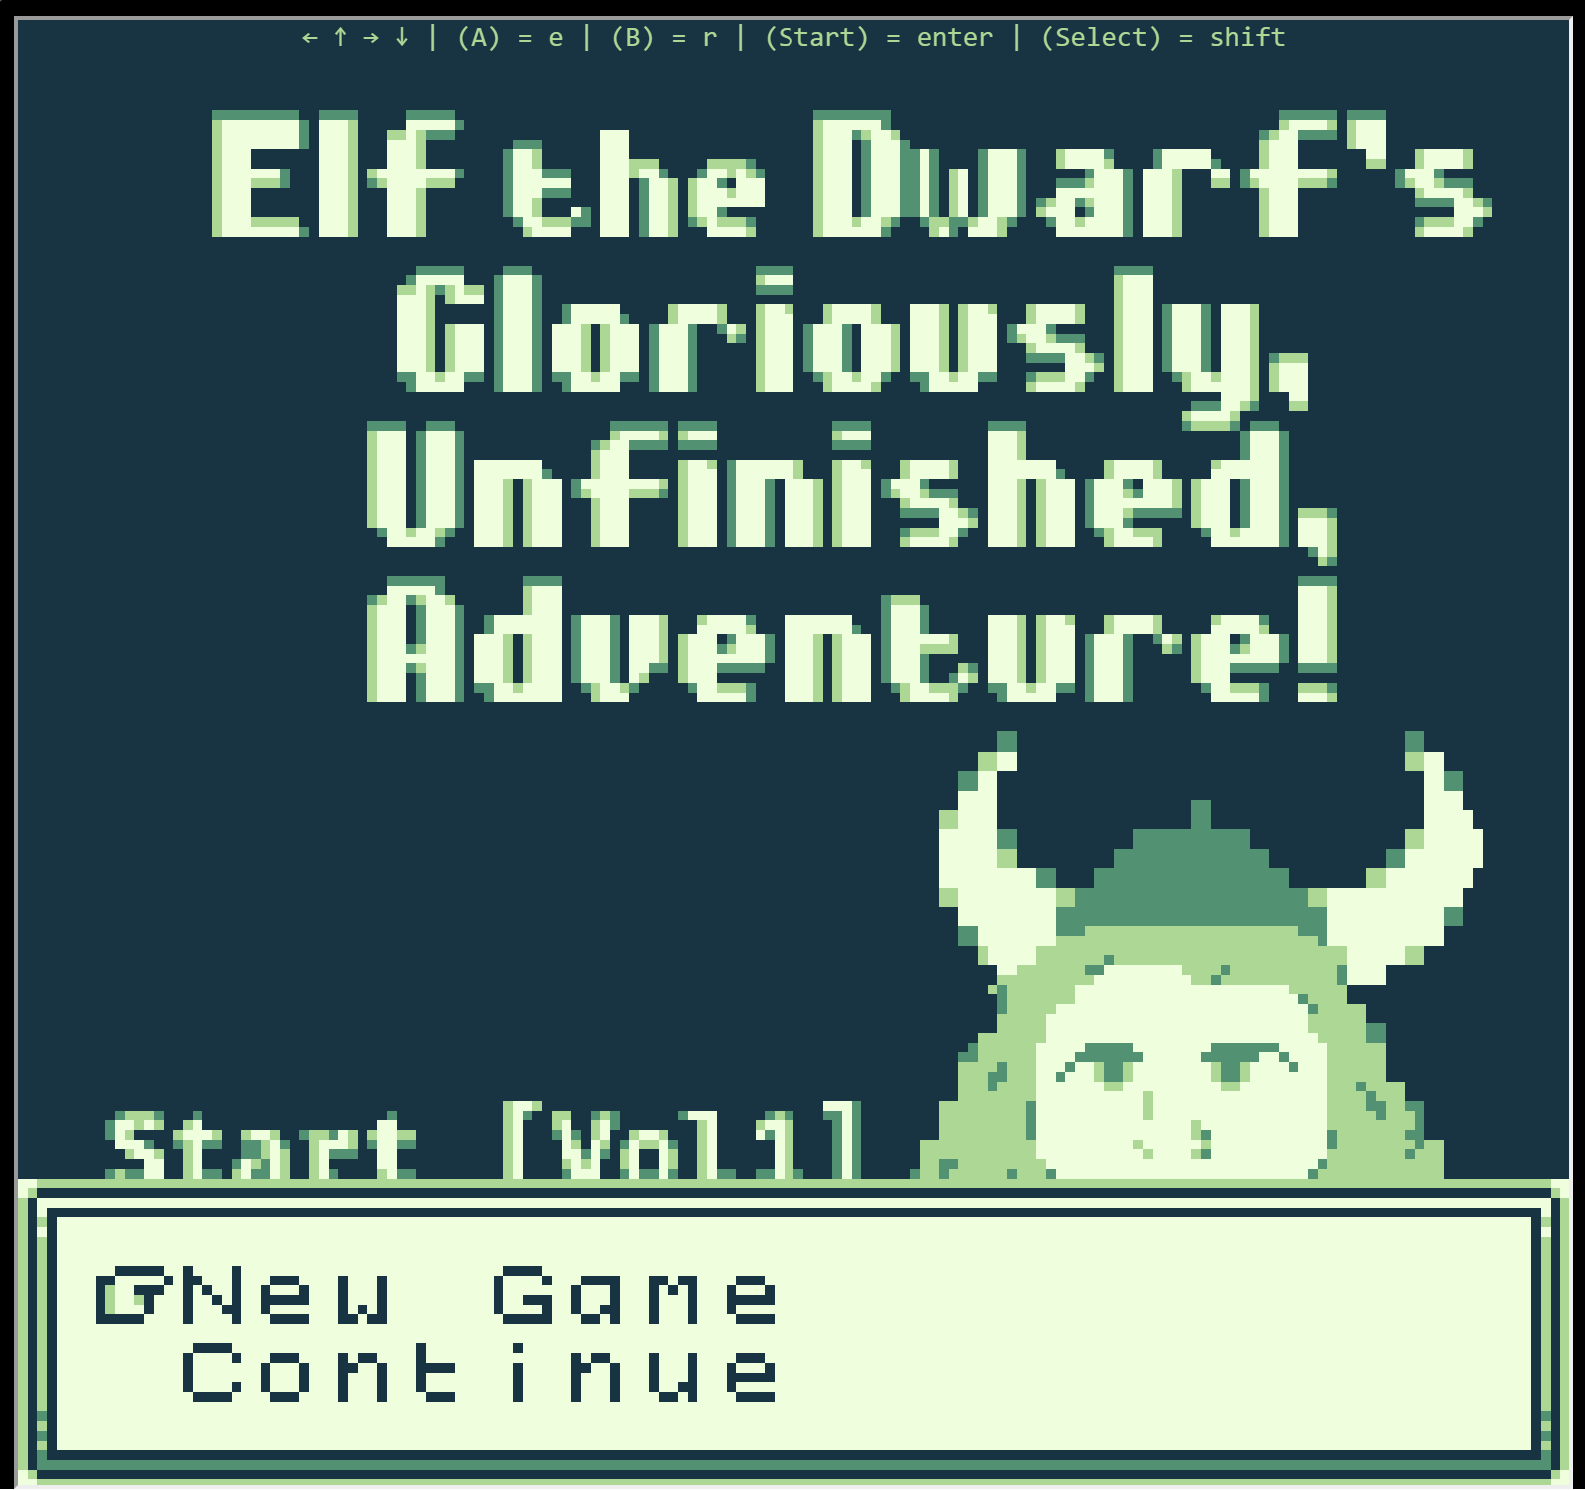 ← ↑ → ↓ | (A) = e | (B) = r | (Start) = enter | (Select) = shift
Elf the Dwarf's
Gloriously,
Unfinished,
Adventure!
Start [Vol 1]
New Game
Continue